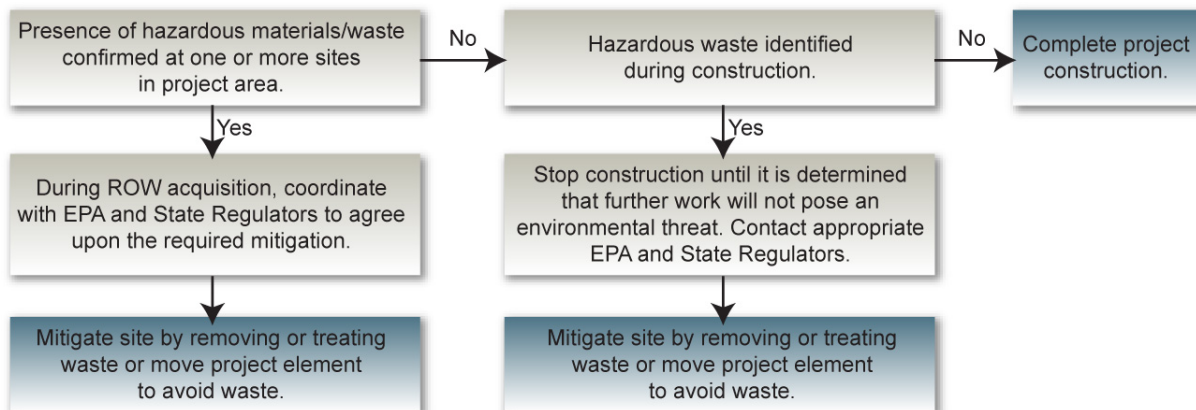 Presence of hazardous materials/waste
confirmed at one or more sites
in project area.
No
Hazardous waste identified
during construction.
No
Complete project
construction.
Yes
Yes
During ROW acquisition, coordinate
with EPA and State Regulators to agree
upon the required mitigation.
Stop construction until it is determined
that further work will not pose an
environmental threat. Contact appropriate
EPA and State Regulators.
Mitigate site by removing or treating
waste or move project element
to avoid waste.
Mitigate site by removing or treating
waste or move project element
to avoid waste.